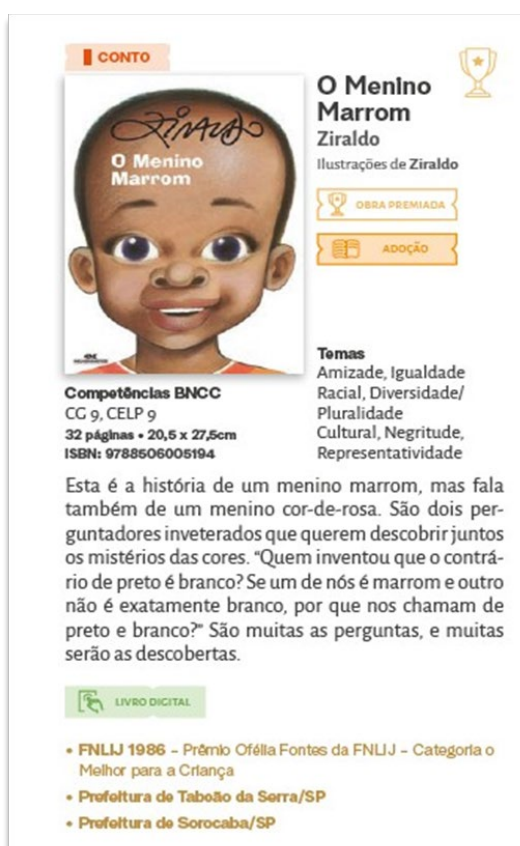 CONTO
ZIRALDO
O Menino
Marrom
O Menino
Marrom
Ziraldo
Ilustrações de Ziraldo
OBRA PREMIADA
ADOÇÃO
Temas
Amizade, Igualdade
Racial, Diversidade/
Pluralidade
Cultural, Negritude,
Representatividade
Competências BNCC
CG 9, CELP 9
32 páginas • 20,5 x 27,5cm
ISBN: 9788506005194
Esta é a história de um menino marrom, mas fala
também de um menino cor-de-rosa. São dois per-
guntadores inveterados que querem descobrir juntos
os mistérios das cores. “Quem inventou que o contrá-
rio de preto é branco? Se um de nós é marrom e outro
não é exatamente branco, por que nos chamam de
preto e branco?” São muitas as perguntas, e muitas
serão as descobertas.
LIVRO DIGITAL
• FNLIJ 1986 – Prêmio Ofélia Fontes da FNLIJ – Categoria o
Melhor para a Criança
• Prefeitura de Taboão da Serra/SP
• Prefeitura de Sorocaba/SP